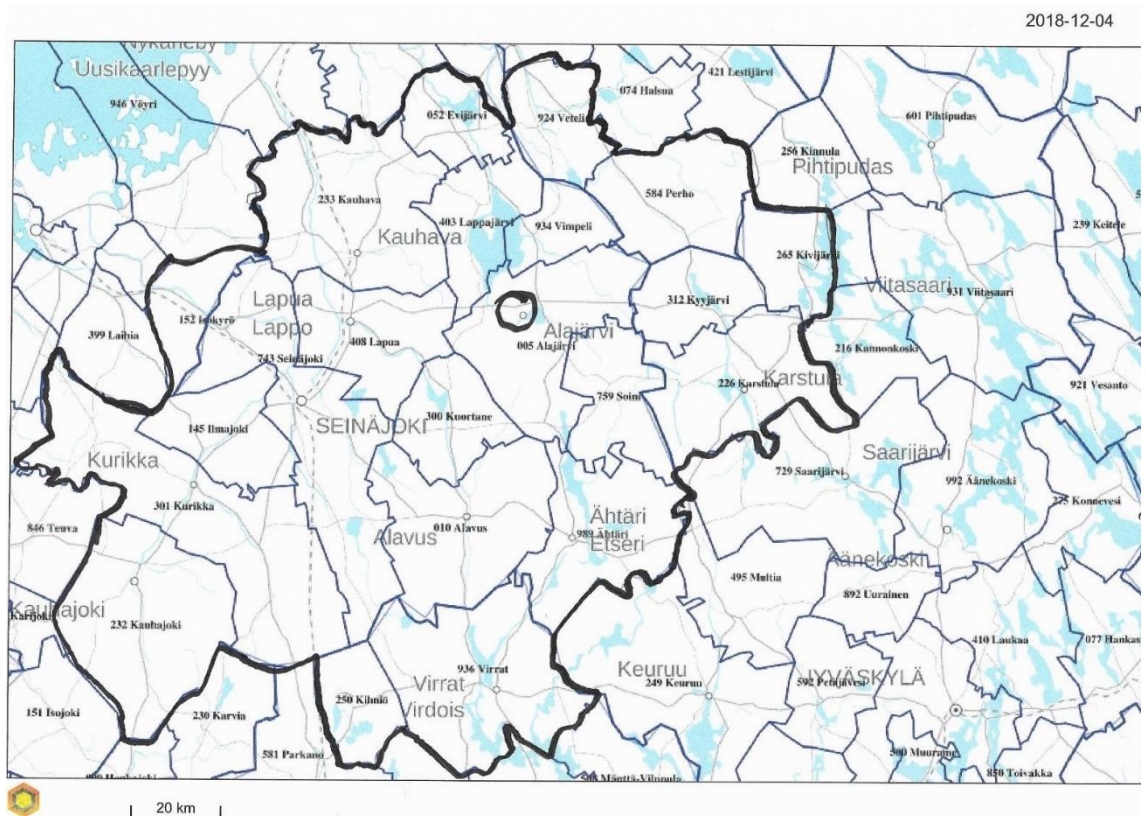 2018-12-04
Uusikaarlepyy
946 Vöyri
052 Evijärvi
924 Veteli
074 Halsua
421 Lestijärvi
601 Pihtipudas
256 Kinnula
Pihtipudas
233 Kauhava
403 Lappajärvi
584 Perho
934 Vimpeli
239 Keitele
Kauhava
265 Kivijärvi
Viitasaari
931 Viitasaari
312 Kyyjärvi
Lapua
Lappo
152 Isokyrö
399 Laihia
408 Lapua
Alajärvi
005 Alajärvi
216 Kannonkoski
743 Seinäjoki
921 Vesanto
226 Karstula
Karstula
759 Soini
300 Kuortane
SEINÄJOKI
145 Ilmajoki
Kurikka
Saarijärvi
729 Saarijärvi
992 Äänekoski
275 Konnevesi
301 Kurikka
846 Teuva
010 Alavus
Alavus
Ähtäri
989 Ähtäri
Etseri
Äänekoski
495 Multia
892 Uurainen
Kauhajoki
Karijoki
232 Kauhajoki
410 Laukaa
077 Hankas
936 Virrat
Keuruu
249 Keuruu
592 Petäjävesi
JYVÄSKYLÄ
Virrat
Virdois
250 Kihniö
151 Isojoki
230 Karvia
581 Parkano
500 Muurame
850 Toivakka
508 Mänttä-Vilppula
20 km